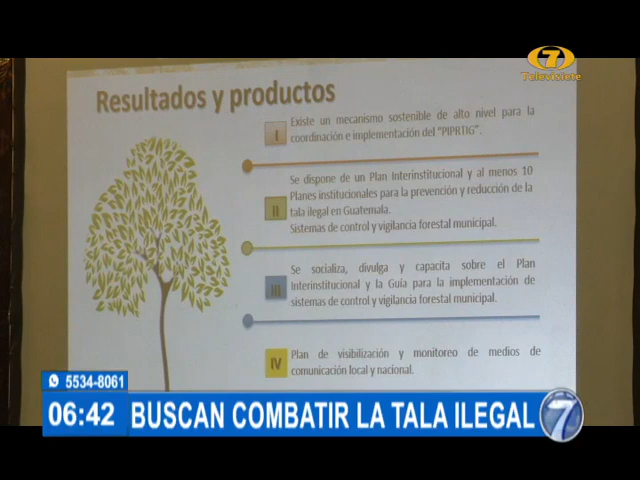 7
Televisiete
Resultados y productos
I
Existe un mecanismo sostenible de alto nivel para la
coordinación e implementación del "PIPRTIG".
II
Se dispone de un Plan Interinstitucional y al menos 10
Planes institucionales para la prevención y reducción de la
tala ilegal en Guatemala.
Sistemas de control y vigilancia forestal municipal.
III
Se socializa, divulga y capacita sobre el Plan
Interinstitucional y la Guía para la implementación de
sistemas de control y vigilancia forestal municipal.
IV
Plan de visibilización y monitoreo de medios de
comunicación local y nacional.
5534-8061
06:42 BUSCAN COMBATIR LA TALA ILEGAL 7